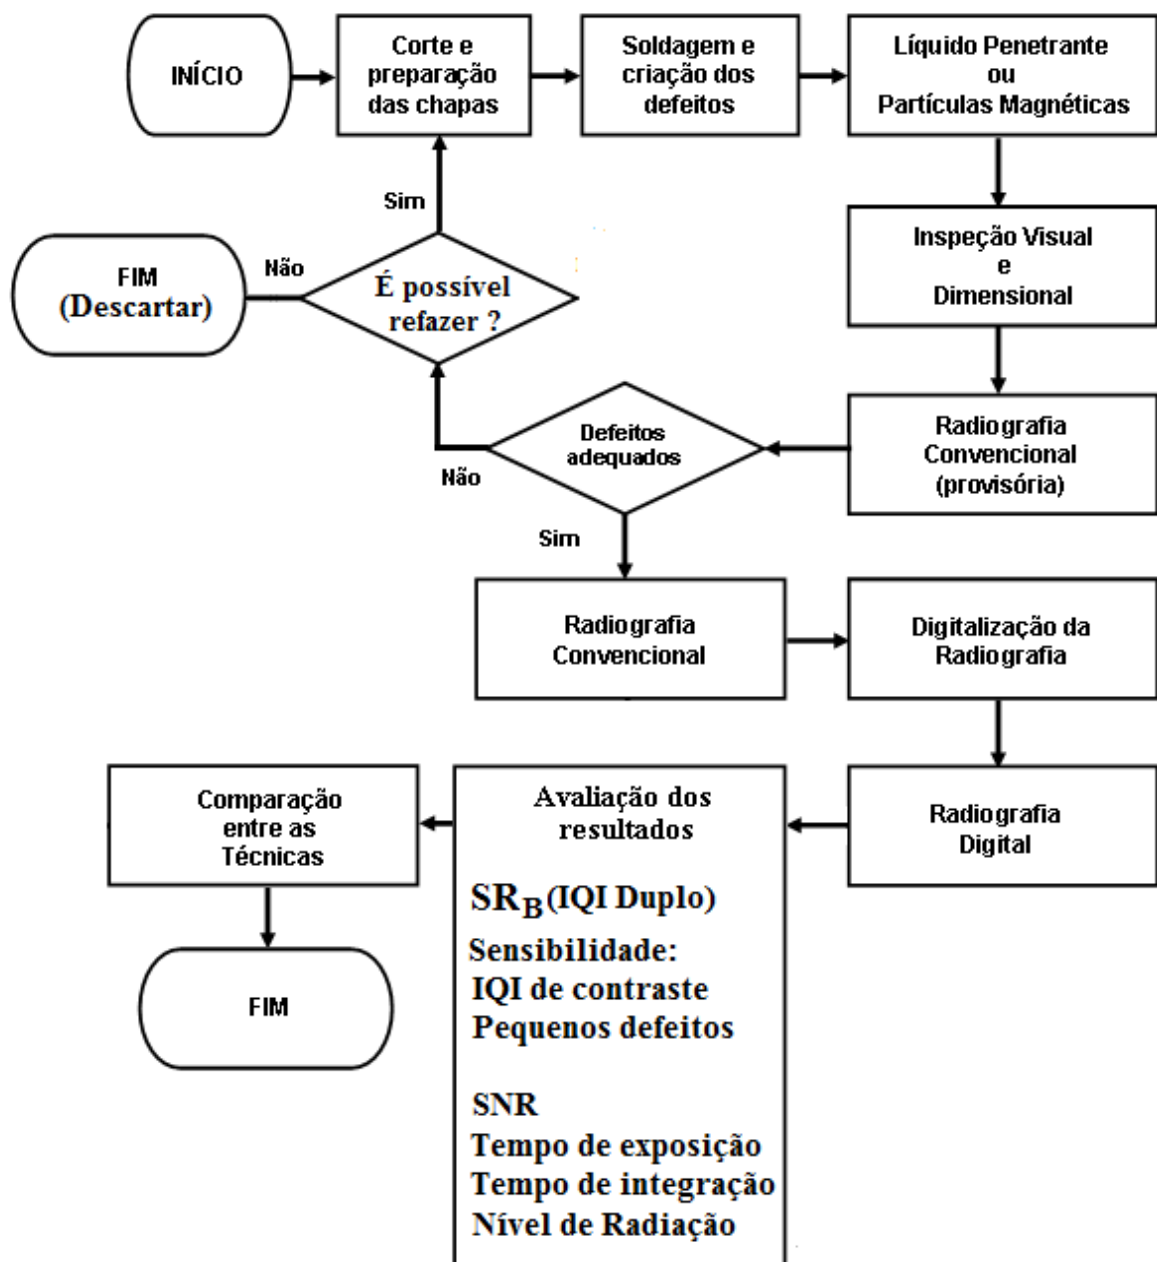 INÍCIO
Corte e
preparação
das chapas
Soldagem e
criação dos
defeitos
Líquido Penetrante
ou
Partículas Magnéticas
Inspeção Visual
e
Dimensional
Radiografia
Convencional
(provisória)
Defeitos
adequados
Não
Sim
É possível
refazer ?
Sim
Não
FIM
(Descartar)
Radiografia
Convencional
Digitalização da
Radiografia
Radiografia
Digital
Avaliação dos
resultados
SRB (IQI Duplo)
Sensibilidade:
IQI de contraste
Pequenos defeitos
SNR
Tempo de exposição
Tempo de integração
Nível de Radiação
Comparação
entre as
Técnicas
FIM